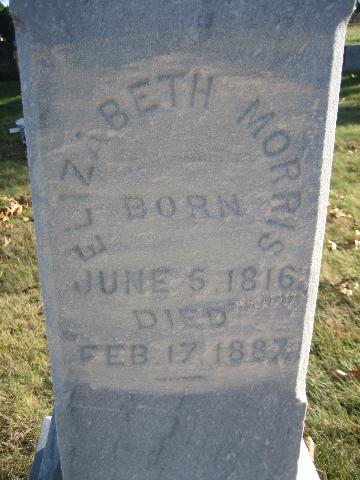 ELIZABETH MORRIS
BORN
JUNE 5, 1816
DIED
FEB 17, 1887.